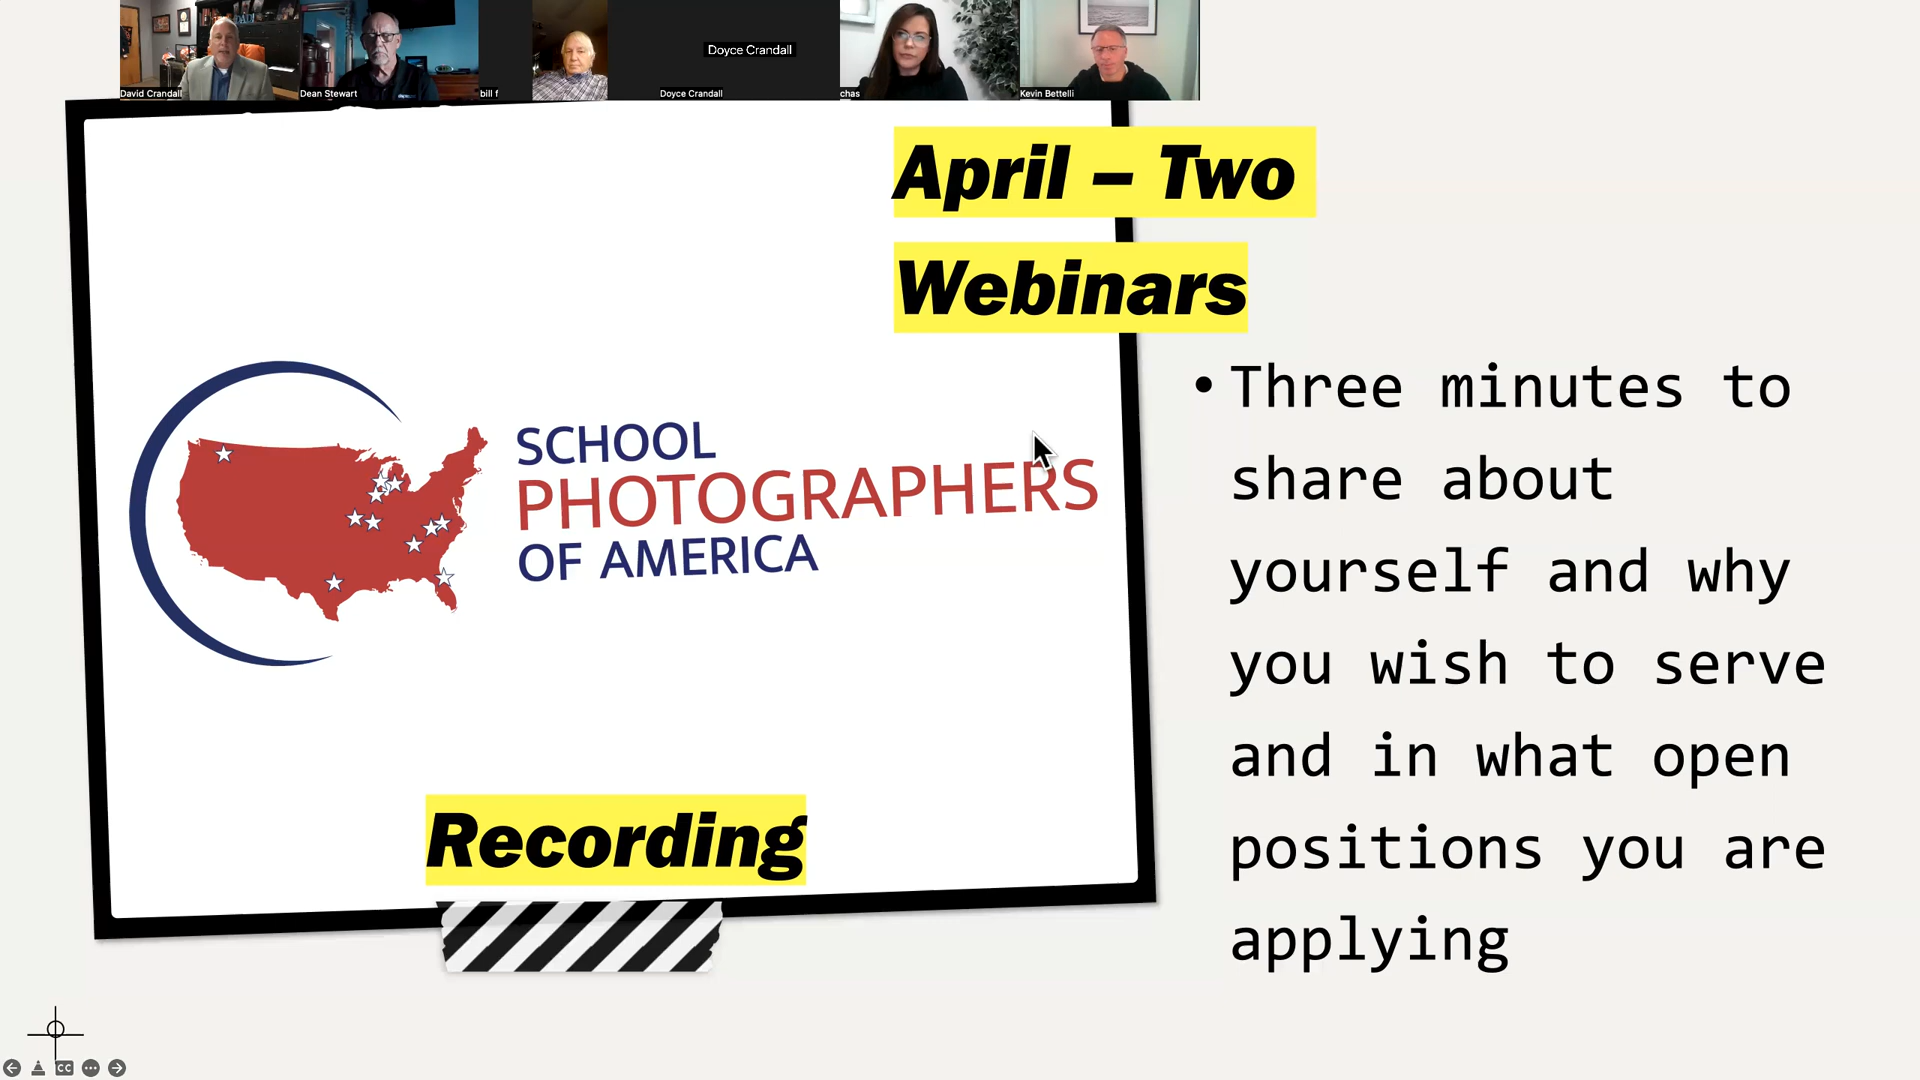 Doyce Crandall
David Crandall
Dean Stewart
bill f
Doyce Crandall
chas
Kevin Bettelli
April – Two
Webinars
SCHOOL
PHOTOGRAPHERS
OF AMERICA
• Three minutes to
share about
yourself and why
you wish to serve
and in what open
positions you are
applying
Recording
CC